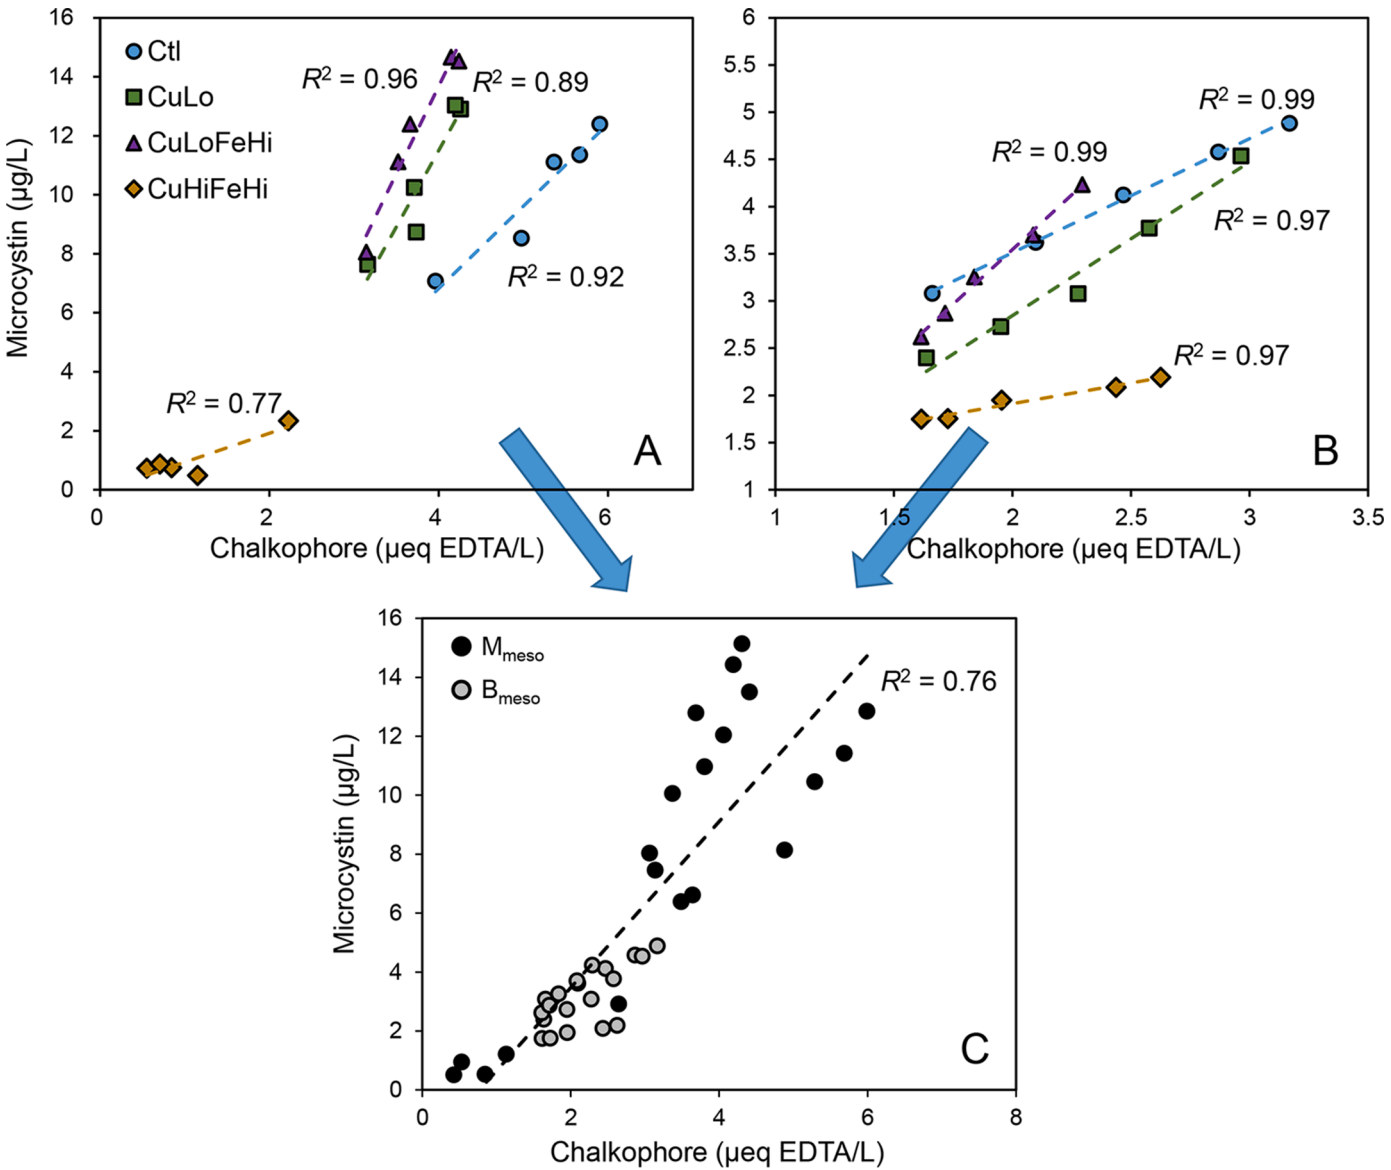 16
14
12
10
8
6
4
2
0
Microcystin (µg/L)
Ctl
CuLo
CuLoFeHi
CuHiFeHi
R² = 0.96
R² = 0.89
R² = 0.92
R² = 0.77
A
0 2 4 6
Chalkophore (µeq EDTA/L)
6
5.5
5
4.5
4
3.5
3
2.5
2
1.5
1
R² = 0.99
R² = 0.99
R² = 0.97
R² = 0.97
B
1 1.5 2 2.5 3 3.5
Chalkophore (µeq EDTA/L)
16
14
12
10
8
6
4
2
0
Microcystin (µg/L)
Mmeso
Bmeso
R² = 0.76
C
0 2 4 6 8
Chalkophore (µeq EDTA/L)